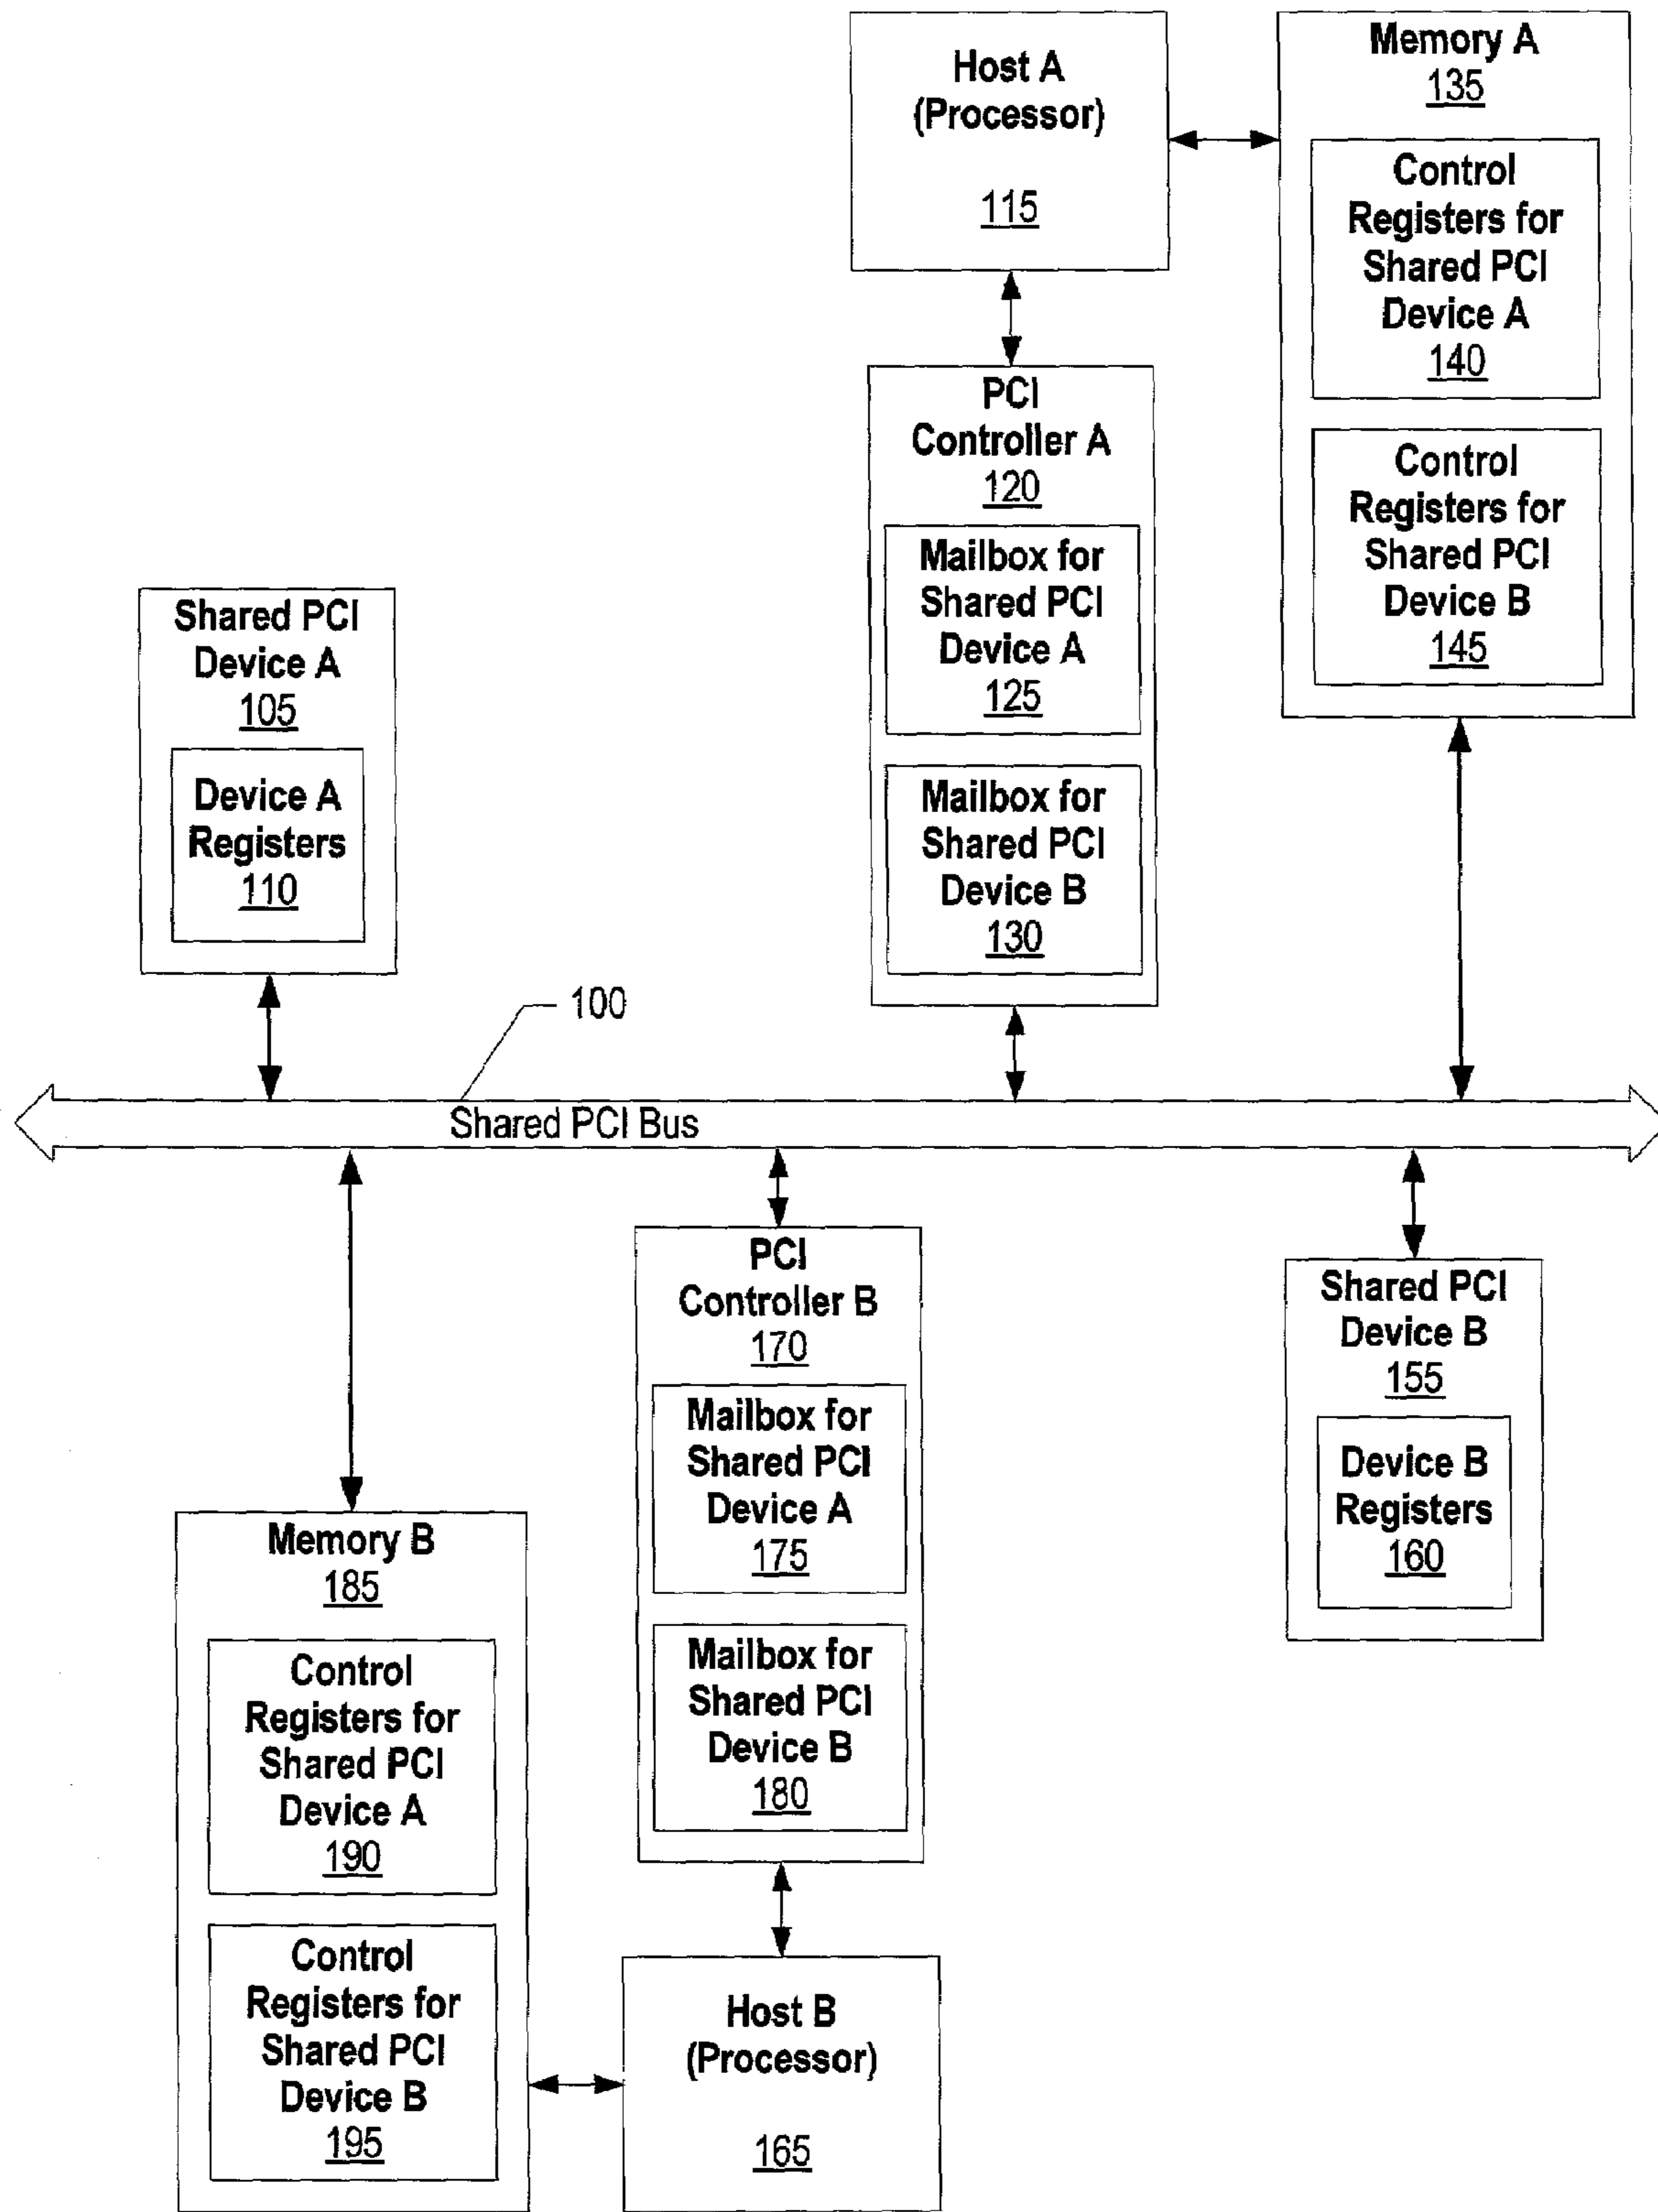 Host A
(Processor)
115
Memory A
135
Control
Registers for
Shared PCI
Device A
140
Control
Registers for
Shared PCI
Device B
145
PCI
Controller A
120
Mailbox for
Shared PCI
Device A
125
Mailbox for
Shared PCI
Device B
130
Shared PCI
Device A
105
Device A
Registers
110
100
Shared PCI Bus
PCI
Controller B
170
Mailbox for
Shared PCI
Device A
175
Mailbox for
Shared PCI
Device B
180
Shared PCI
Device B
155
Device B
Registers
160
Memory B
185
Control
Registers for
Shared PCI
Device A
190
Control
Registers for
Shared PCI
Device B
195
Host B
(Processor)
165